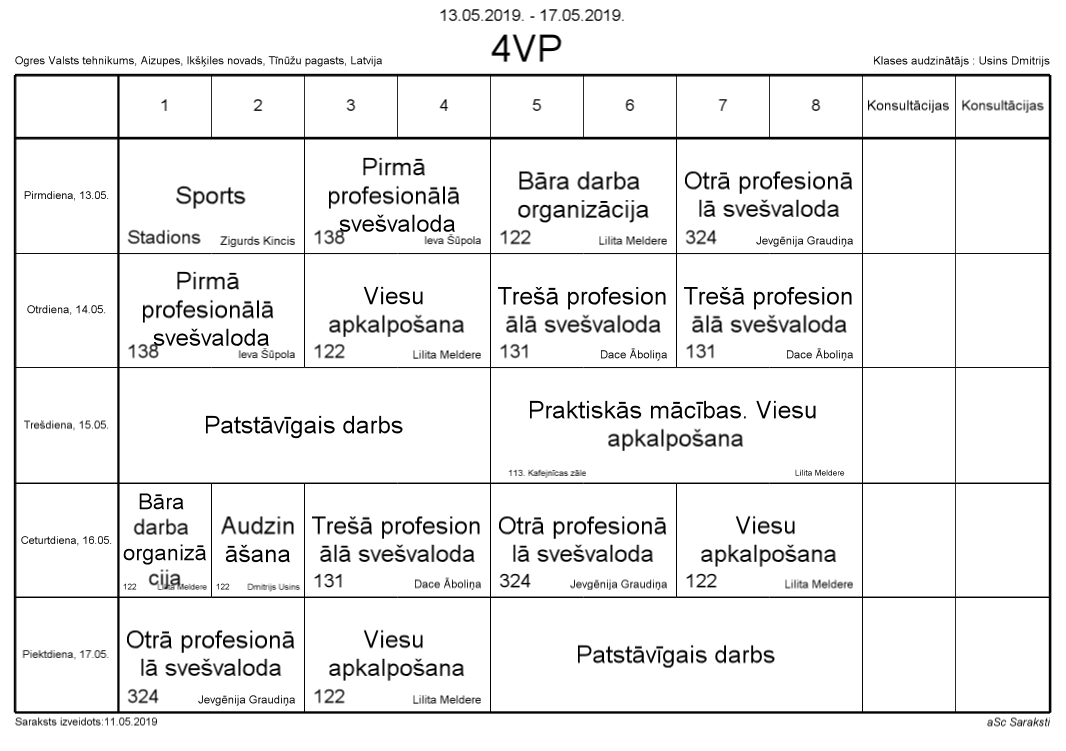 13.05.2019. - 17.05.2019.
4VP
Ogres Valsts tehnikums, Aizupes, Ikšķiles novads, Tīnūžu pagasts, Latvija
Klases audzinātājs : Usins Dmitrijs
1 2 3 4 5 6 7 8 Konsultācijas Konsultācijas
Pirmdiena, 13.05.
Sports
Stadions Zigurds Kincis
Pirmā
profesionālā
svešvaloda
138 Ieva Šūpola
Bāra darba
organizācija
122 Lilita Meldere
Otrā profesionā
lā svešvaloda
324 Jevgēnija Graudiņa
Otrdiena, 14.05.
Pirmā
profesionālā
svešvaloda
138 Ieva Šūpola
Viesu
apkalpošana
122 Lilita Meldere
Trešā profesion
ālā svešvaloda
131 Dace Āboliņa
Trešā profesion
ālā svešvaloda
131 Dace Āboliņa
Trešdiena, 15.05.
Patstāvīgais darbs
Praktiskās mācības. Viesu
apkalpošana
113. Kafejnīcas zāle Lilita Meldere
Ceturtdiena, 16.05.
Bāra
darba
organizā
cija
122 Lilita Meldere
Audzin
āšana
122 Dmitrijs Usins
Trešā profesion
ālā svešvaloda
131 Dace Āboliņa
Otrā profesionā
lā svešvaloda
324 Jevgēnija Graudiņa
Viesu
apkalpošana
122 Lilita Meldere
Piektdiena, 17.05.
Otrā profesionā
lā svešvaloda
324 Jevgēnija Graudiņa
Viesu
apkalpošana
122 Lilita Meldere
Patstāvīgais darbs
Saraksts izveidots:11.05.2019
aSc Saraksti